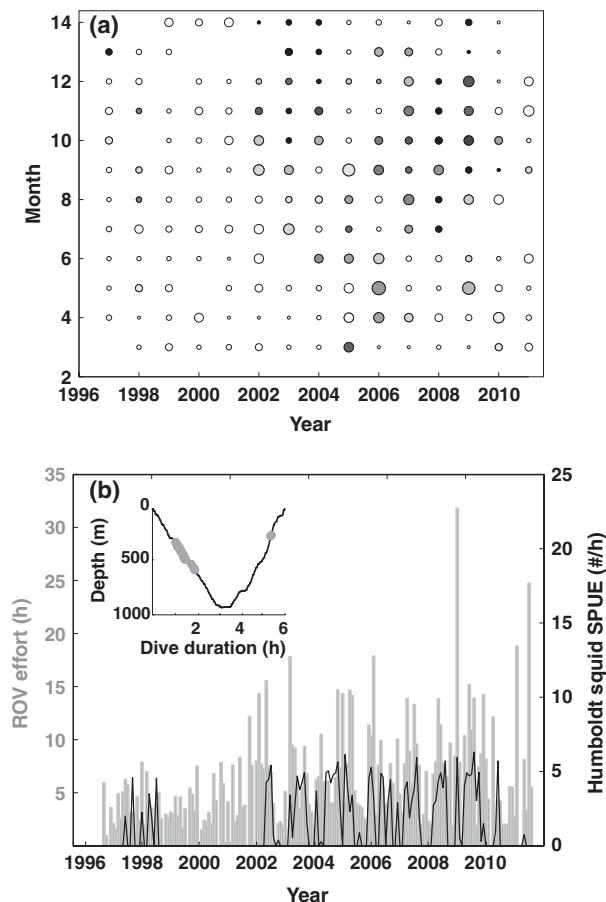 (a)
14
12
10
8
6
4
2
Month
1996 1998 2000 2002 2004 2006 2008 2010
Year
(b)
35
30
25
20
15
10
5
ROV effort (h)
25
20
15
10
5
0
Humboldt squid SPUE (#/h)
0
500
1000
Depth (m)
2 4 6
Dive duration (h)
1996 1998 2000 2002 2004 2006 2008 2010
Year